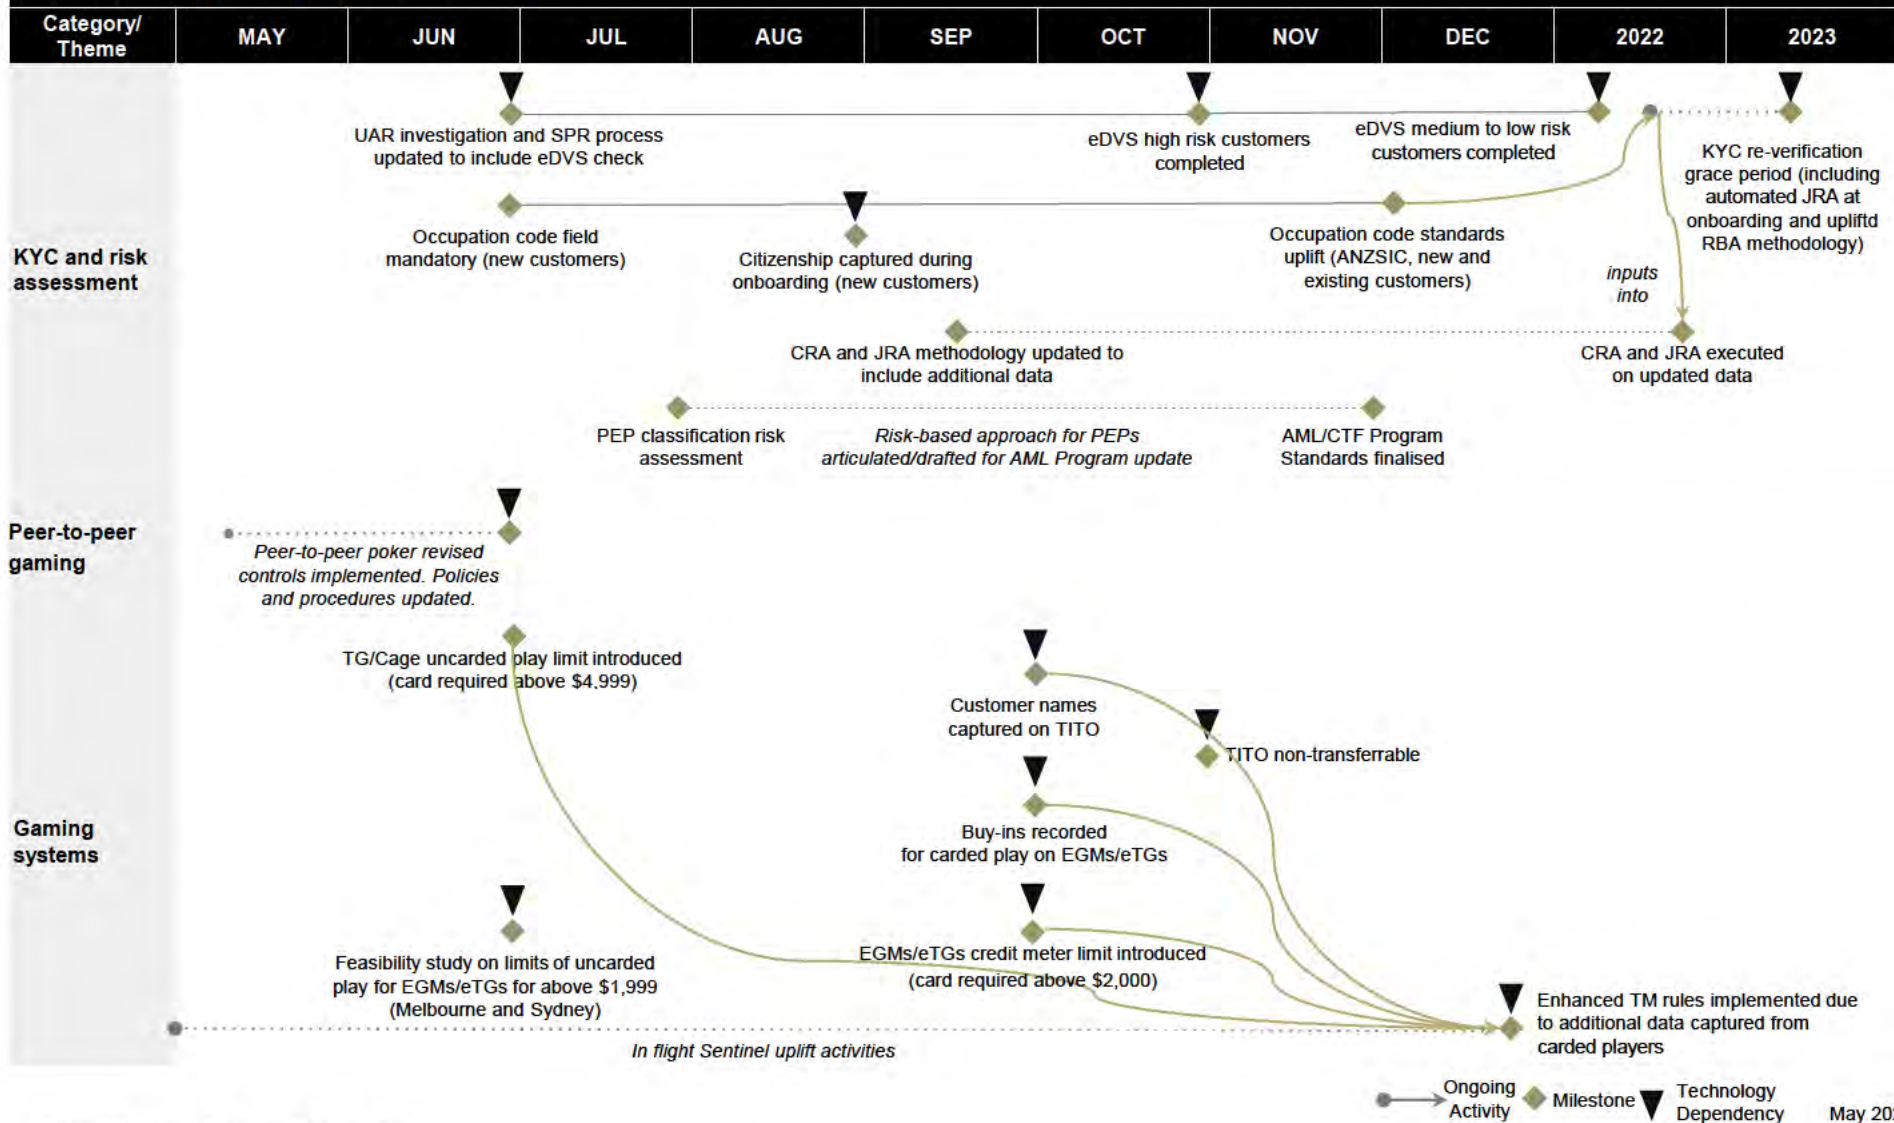 Category/
Theme
MAY
JUN
JUL
AUG
SEP
OCT
NOV
DEC
2022
2023
KYC and risk
assessment
UAR investigation and SPR process
updated to include eDVS check
eDVS high risk customers
completed
eDVS medium to low risk
customers completed
KYC re-verification
grace period (including
automated JRA at
onboarding and upliftd
RBA methodology)
Occupation code field
mandatory (new customers)
Citizenship captured during
onboarding (new customers)
Occupation code standards
uplift (ANZSIC, new and
existing customers)
inputs
into
CRA and JRA methodology updated to
include additional data
CRA and JRA executed
on updated data
PEP classification risk
assessment
Risk-based approach for PEPs
articulated/drafted for AML Program update
AML/CTF Program
Standards finalised
Peer-to-peer
gaming
Peer-to-peer poker revised
controls implemented. Policies
and procedures updated.
Gaming
systems
TG/Cage uncarded play limit introduced
(card required above $4,999)
Customer names
captured on TITO
TITO non-transferrable
Buy-ins recorded
for carded play on EGMs/eTGs
Feasibility study on limits of uncarded
play for EGMs/eTGs for above $1,999
(Melbourne and Sydney)
EGMs/eTGs credit meter limit introduced
(card required above $2,000)
Enhanced TM rules implemented due
to additional data captured from
carded players
In flight Sentinel uplift activities
Ongoing
Activity
Milestone
Technology
Dependency
May